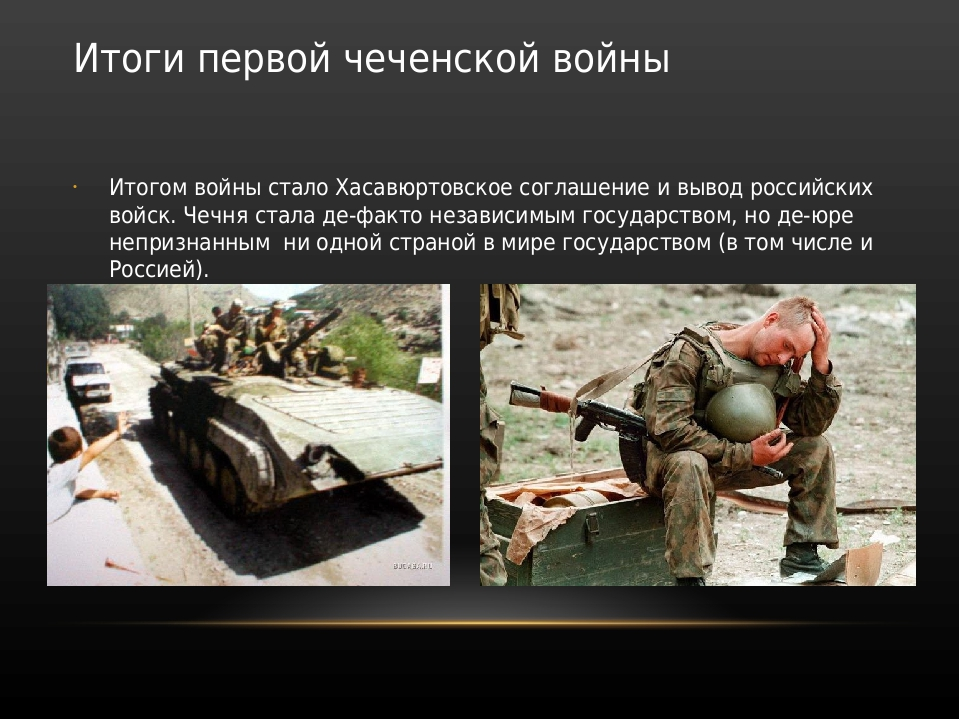 Итоги первой чеченской войны
Итогом войны стало Хасавюртовское соглашение и вывод российских
войск. Чечня стала де-факто независимым государством, но де-юре
непризнанным ни одной страной в мире государством (в том числе и
Россией).